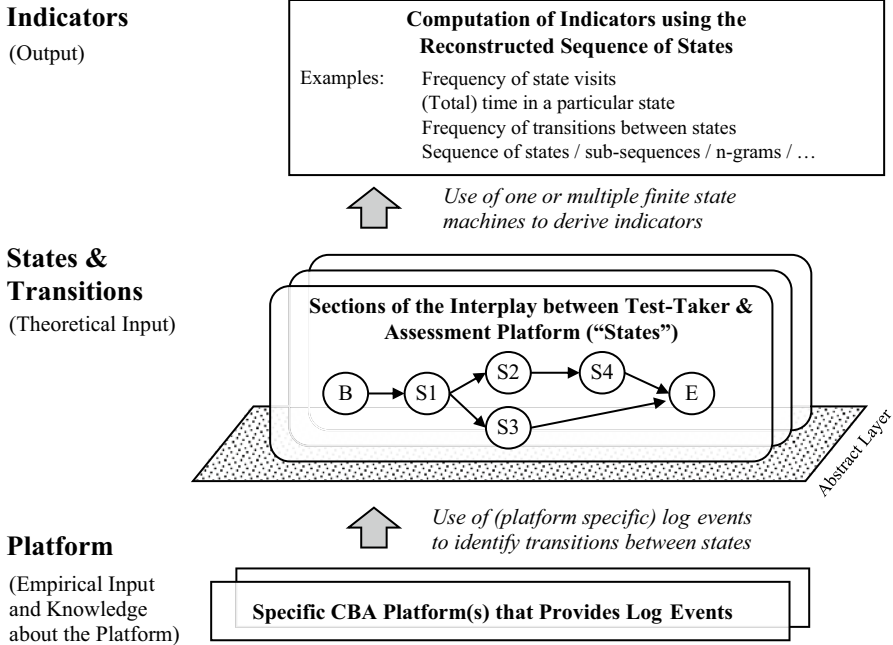 Indicators
(Output)
Computation of Indicators using the
Reconstructed Sequence of States
Examples: Frequency of state visits
(Total) time in a particular state
Frequency of transitions between states
Sequence of states / sub-sequences / n-grams / …
Use of one or multiple finite state
machines to derive indicators
States &
Transitions
(Theoretical Input)
Sections of the Interplay between Test-Taker &
Assessment Platform (“States”)
B S1 S2 S4 E
S3
Abstract Layer
Use of (platform specific) log events
to identify transitions between states
Platform
(Empirical Input
and Knowledge
about the Platform)
Specific CBA Platform(s) that Provides Log Events